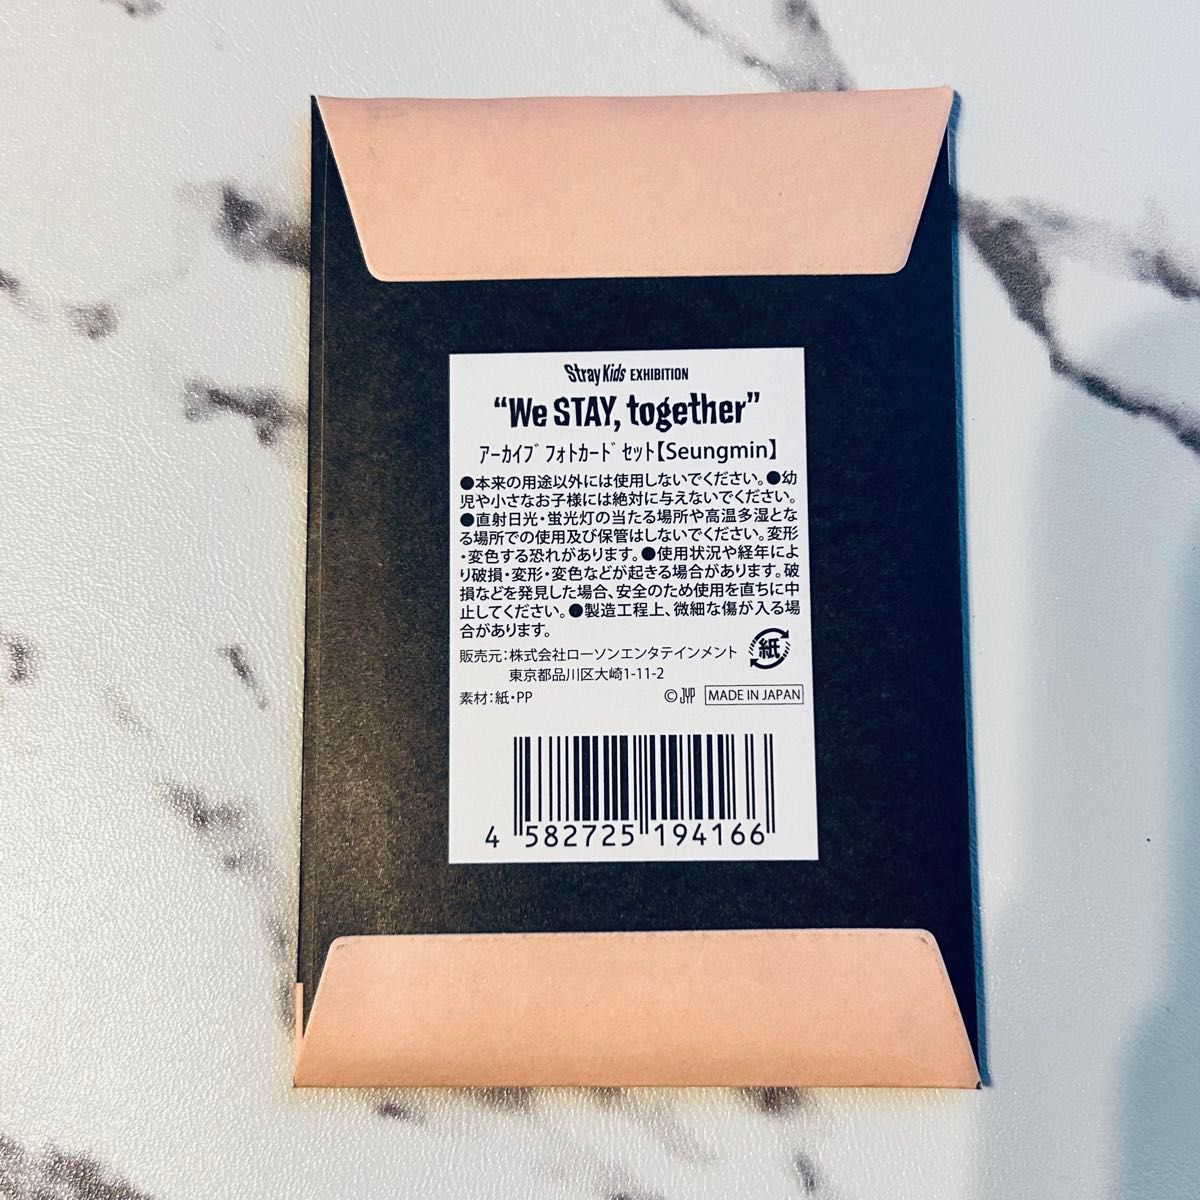 Stray Kids EXHIBITION
“We STAY, together”
ｱｰｶｲﾌﾞ ﾌｫﾄｶｰﾄﾞ ｾｯﾄ【Seungmin】
●本来の用途以外には使用しないでください。●幼
児や小さなお子様には絶対に与えないでください。
●直射日光・蛍光灯の当たる場所や高温多湿とな
る場所での使用及び保管はしないでください。変形
・変色する恐れがあります。●使用状況や経年によ
り破損・変形・変色などが起きる場合があります。破
損などを発見した場合、安全のため使用を直ちに中
止してください。●製造工程上、微細な傷が入る場
合があります。
販売元：株式会社ローソンエンタテインメント
東京都品川区大崎1-11-2
紙
素材：紙・PP
© JYP MADE IN JAPAN
4 582725 194166